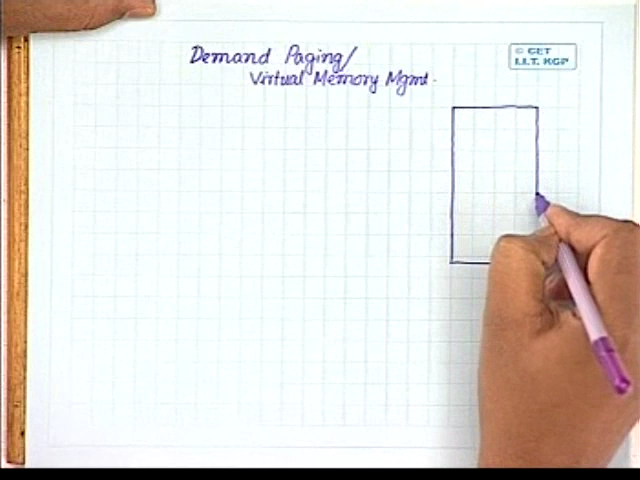 Demand Paging/
Virtual Memory Mgmt.
© CET
I.I.T. KGP